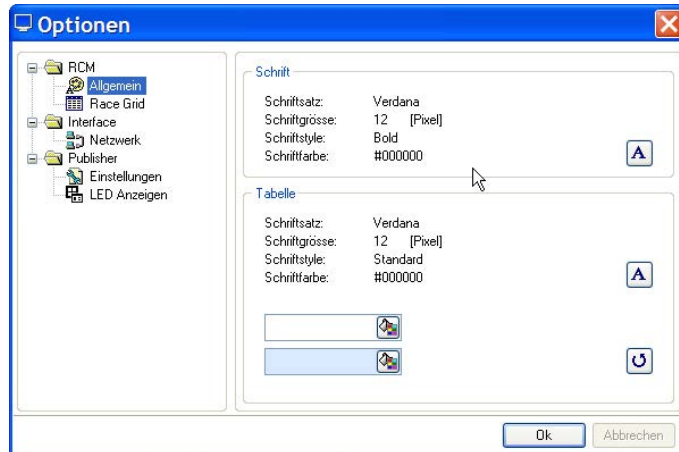 Optionen
RCM
Allgemein
Race Grid
Interface
Netzwerk
Publisher
Einstellungen
LED Anzeigen
Schrift
Schriftsatz: Verdana
Schriftgrösse: 12 [Pixel]
Schriftstyle: Bold
Schriftfarbe: #000000
A
Tabelle
Schriftsatz: Verdana
Schriftgrösse: 12 [Pixel]
Schriftstyle: Standard
Schriftfarbe: #000000
A
Ok Abbrechen